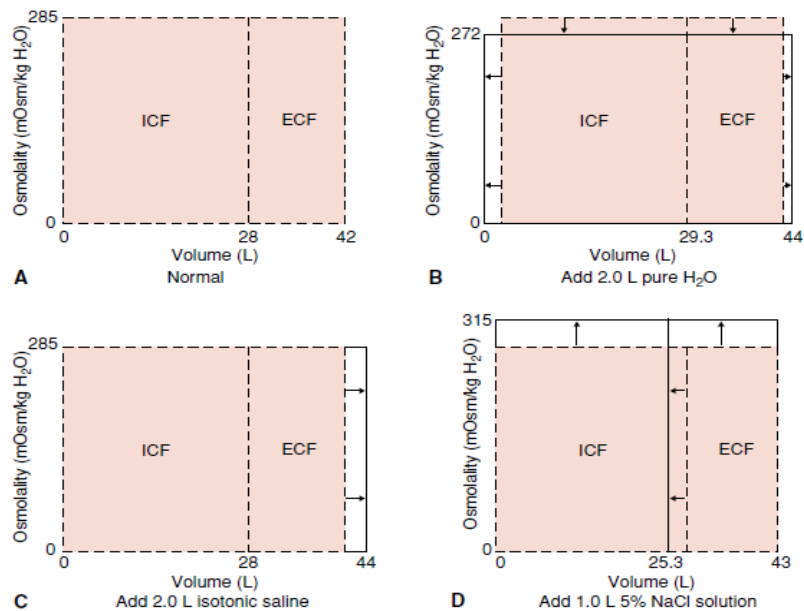 285
Osmolality (mOsm/kg H₂O)
ICF
ECF
0
0
28
42
Volume (L)
A
Normal
272
Osmolality (mOsm/kg H₂O)
ICF
ECF
0
0
29.3
44
Volume (L)
B
Add 2.0 L pure H₂O
285
Osmolality (mOsm/kg H₂O)
ICF
ECF
0
0
28
44
Volume (L)
C
Add 2.0 L isotonic saline
315
Osmolality (mOsm/kg H₂O)
ICF
ECF
0
0
25.3
43
Volume (L)
D
Add 1.0 L 5% NaCl solution